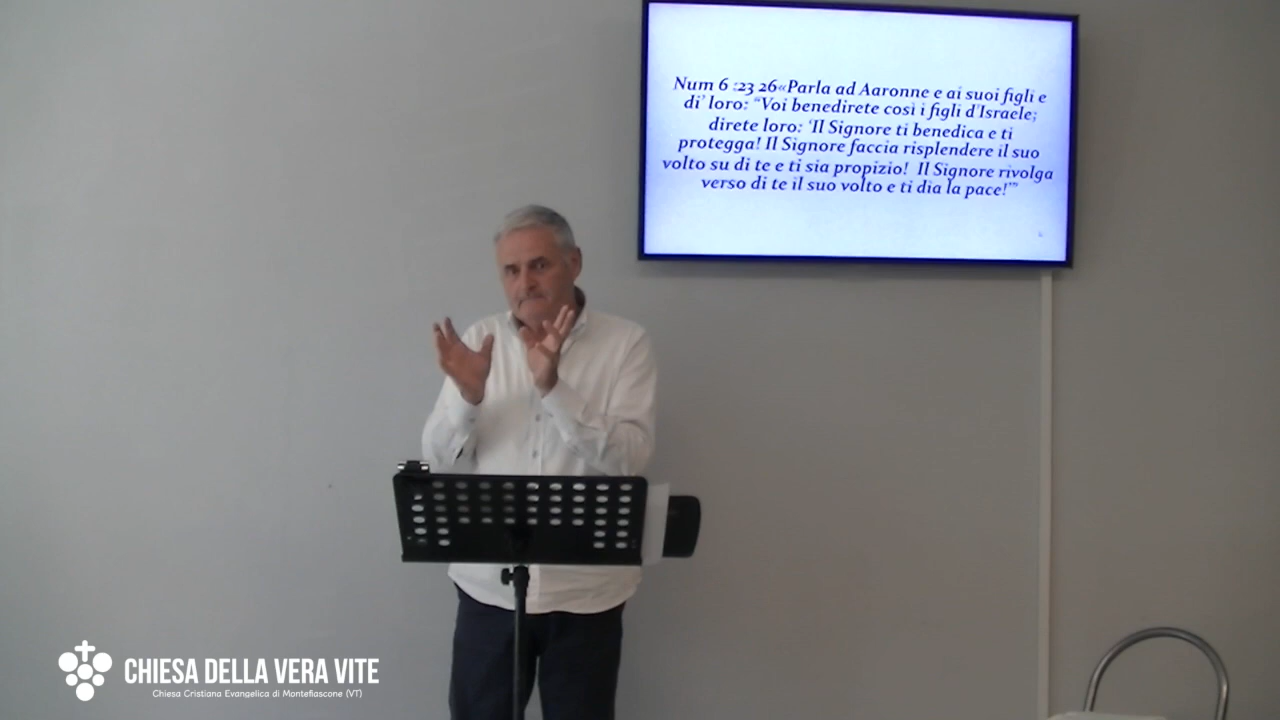 Num 6 :23 26«Parla ad Aaronne e ai suoi figli e
di' loro: "Voi benedirete così i figli d'Israele;
direte loro: 'Il Signore ti benedica e ti
protegga! Il Signore faccia risplendere il suo
volto su di te e ti sia propizio! Il Signore rivolga
verso di te il suo volto e ti dia la pace!'"
CHIESA DELLA VERA VITE
Chiesa Cristiana Evangelica di Montefiascone (VT)